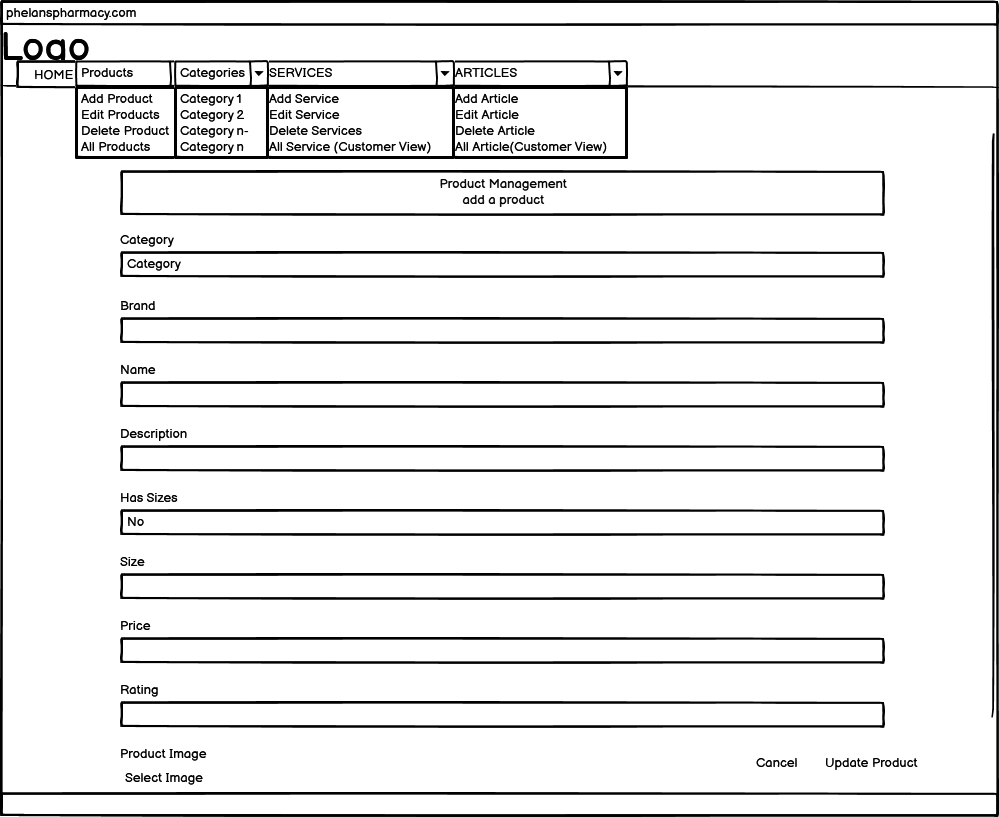 phelanspharmacy.com
Logo
HOME
Products
Categories
SERVICES
ARTICLES
Add Product
Edit Products
Delete Product
All Products
Category 1
Category 2
Category n-
Category n
Add Service
Edit Service
Delete Services
All Service (Customer View)
Add Article
Edit Article
Delete Article
All Article(Customer View)
Product Management
add a product
Category
Category
Brand
Name
Description
Has Sizes
No
Size
Price
Rating
Product Image
Select Image
Cancel
Update Product